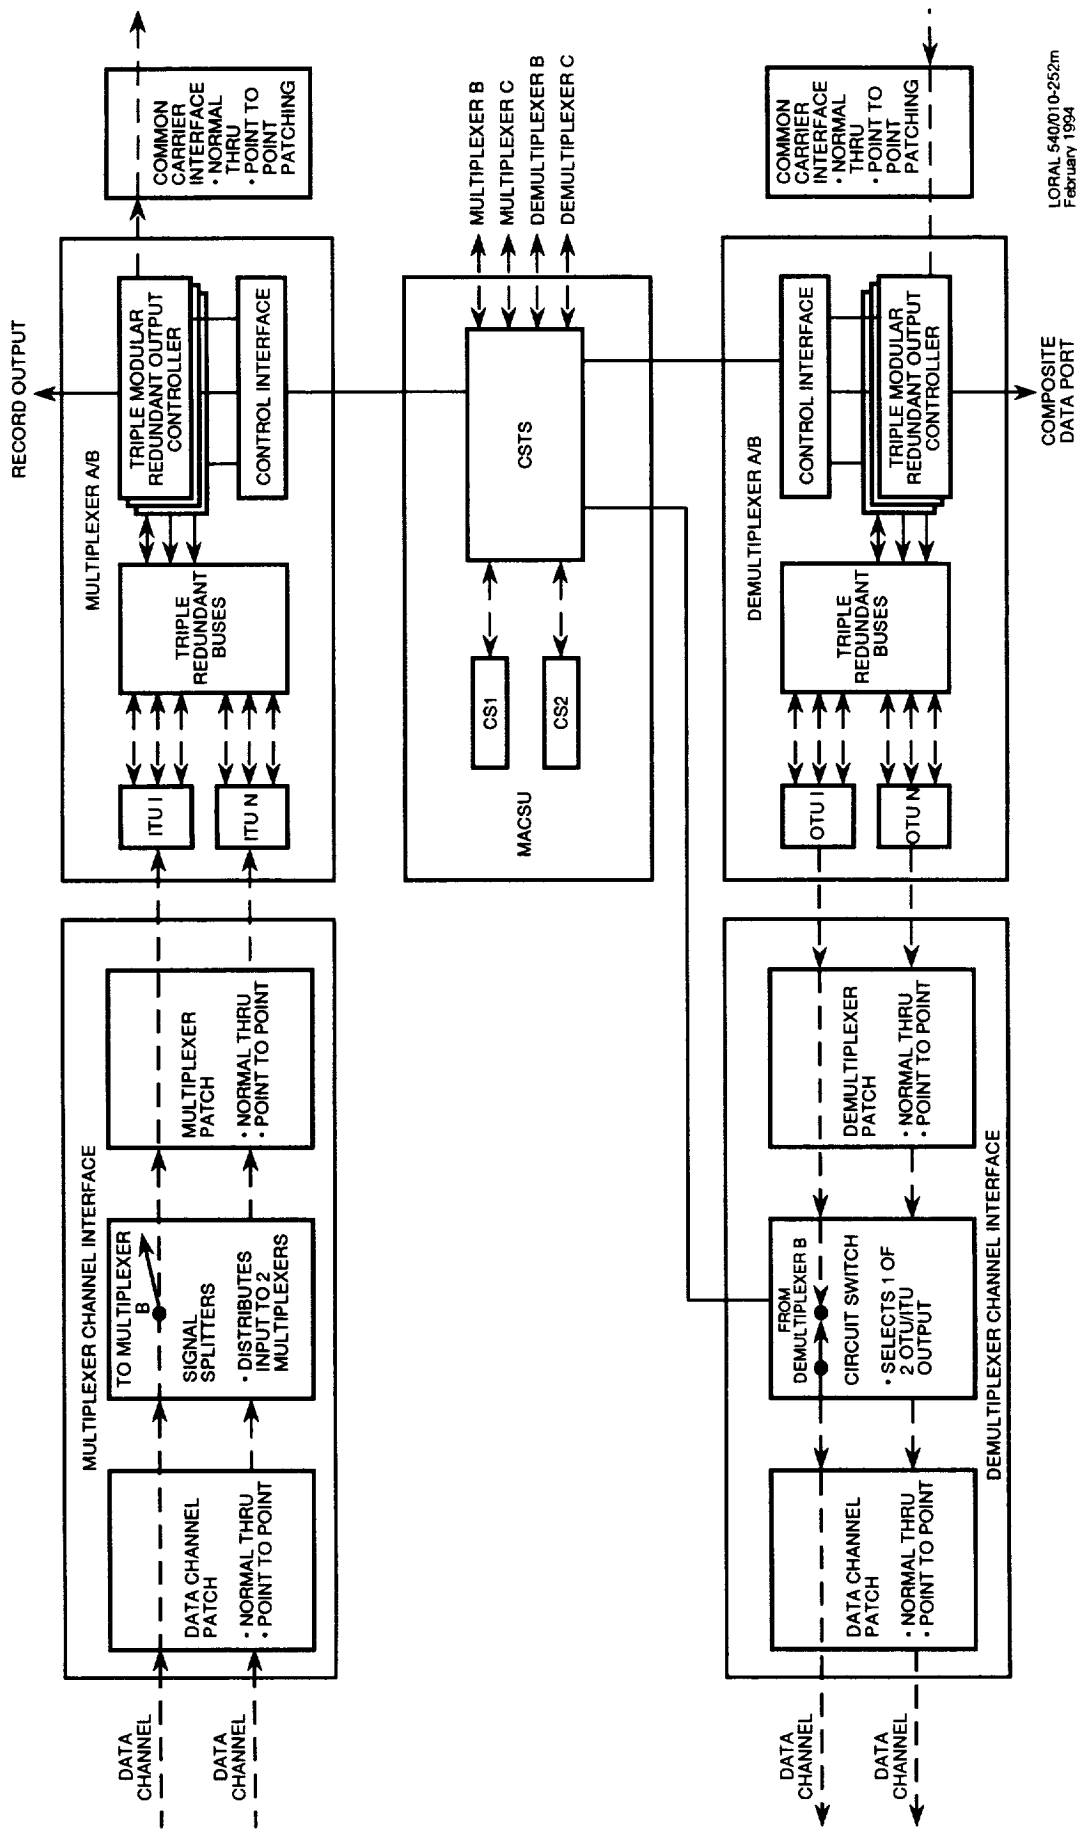 RECORD OUTPUT
MULTIPLEXER CHANNEL INTERFACE
DATA
CHANNEL
DATA
CHANNEL
DATA CHANNEL
PATCH
• NORMAL THRU
• POINT TO POINT
TO MULTIPLEXER
B
SIGNAL
SPLITTERS
• DISTRIBUTES
INPUT TO 2
MULTIPLEXERS
MULTIPLEXER
PATCH
• NORMAL THRU
• POINT TO POINT
MULTIPLEXER A/B
ITU I
ITU N
TRIPLE
REDUNDANT
BUSES
TRIPLE MODULAR
REDUNDANT OUTPUT
CONTROLLER
CONTROL INTERFACE
COMMON
CARRIER
INTERFACE
• NORMAL
THRU
• POINT TO
POINT
PATCHING
MACSU
CS1
CS2
CSTS
MULTIPLEXER B
MULTIPLEXER C
DEMULTIPLEXER B
DEMULTIPLEXER C
DATA
CHANNEL
DATA
CHANNEL
DATA CHANNEL
PATCH
• NORMAL THRU
• POINT TO POINT
FROM
DEMULTIPLEXER B
CIRCUIT SWITCH
• SELECTS 1 OF
2 OTU/ITU
OUTPUT
DEMULTIPLEXER
PATCH
• NORMAL THRU
• POINT TO POINT
DEMULTIPLEXER CHANNEL INTERFACE
DEMULTIPLEXER A/B
OTU I
OTU N
TRIPLE
REDUNDANT
BUSES
CONTROL INTERFACE
TRIPLE MODULAR
REDUNDANT OUTPUT
CONTROLLER
COMMON
CARRIER
INTERFACE
• NORMAL
THRU
• POINT TO
POINT
PATCHING
COMPOSITE
DATA PORT
LORAL 540/010-252m
February 1994